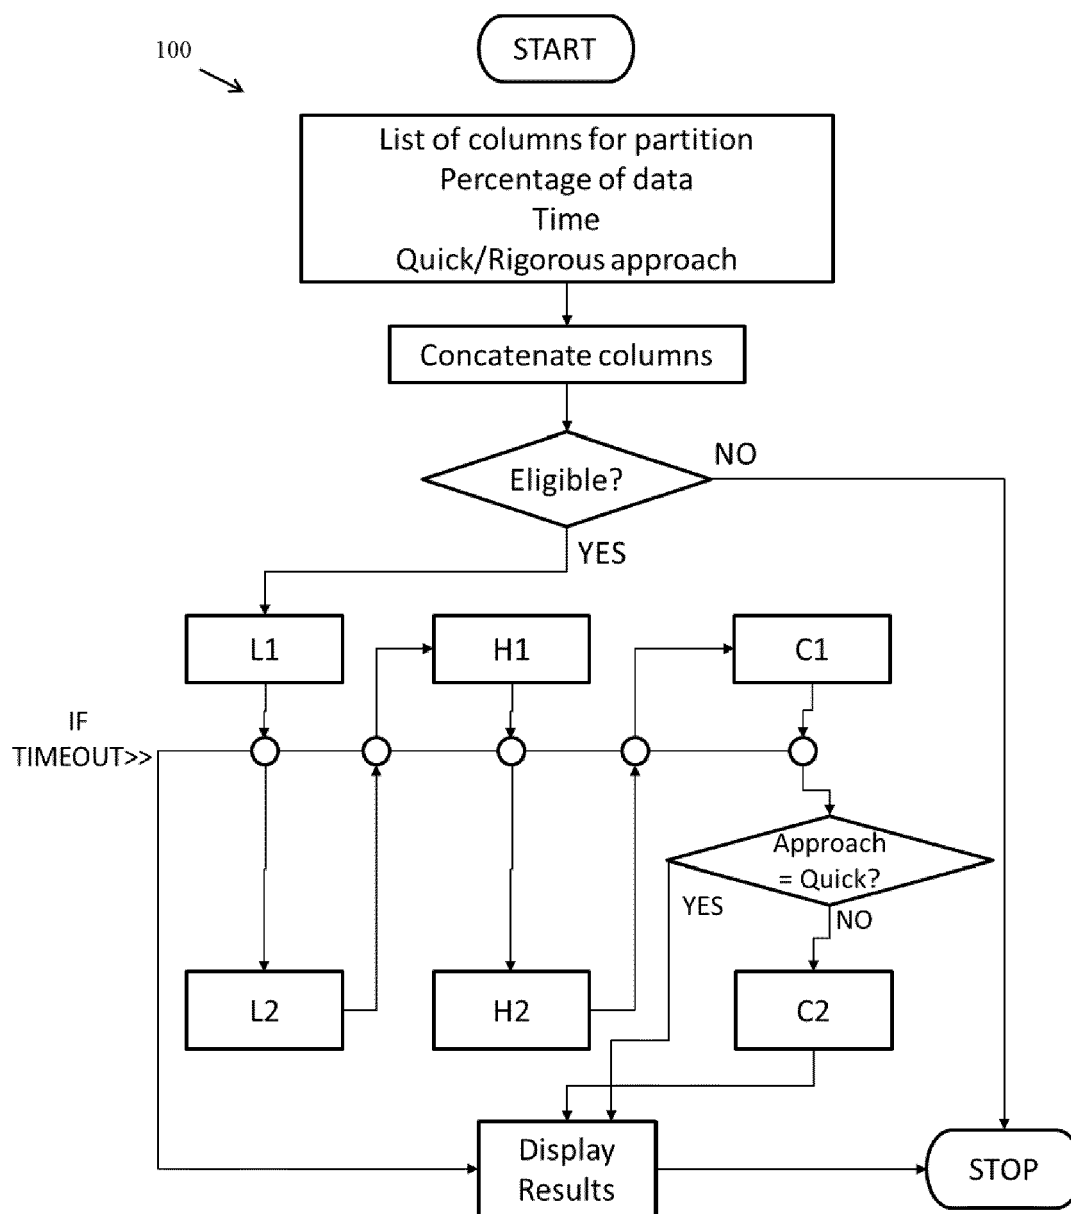 100
START
List of columns for partition
Percentage of data
Time
Quick/Rigorous approach
Concatenate columns
Eligible?
NO
YES
L1
H1
C1
IF
TIMEOUT>>
Approach
= Quick?
YES
NO
L2
H2
C2
Display
Results
STOP